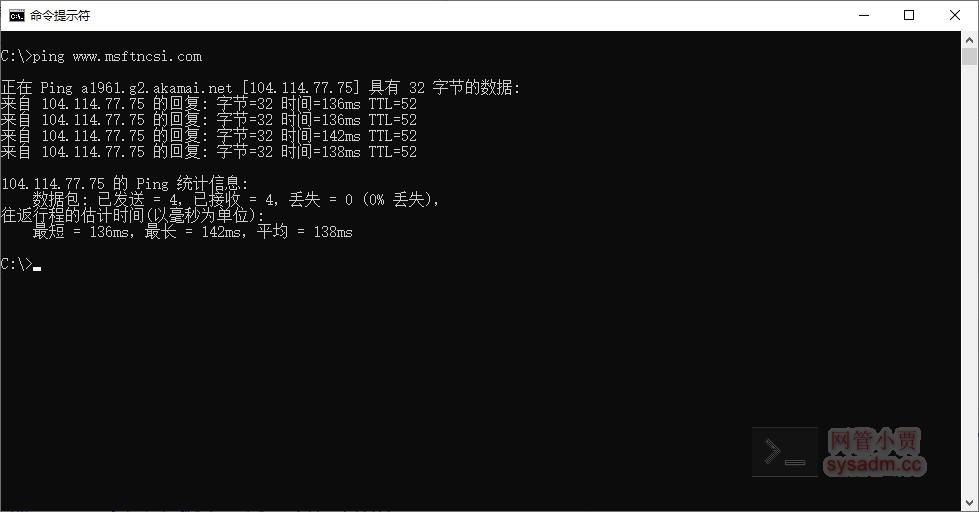 命令提示符
C:\>ping www.msftncsi.com
正在 Ping a1961.g2.akamai.net [104.114.77.75] 具有 32 字节的数据:
来自 104.114.77.75 的回复: 字节=32 时间=136ms TTL=52
来自 104.114.77.75 的回复: 字节=32 时间=136ms TTL=52
来自 104.114.77.75 的回复: 字节=32 时间=142ms TTL=52
来自 104.114.77.75 的回复: 字节=32 时间=138ms TTL=52
104.114.77.75 的 Ping 统计信息:
数据包: 已发送 = 4，已接收 = 4，丢失 = 0 (0% 丢失)，
往返行程的估计时间(以毫秒为单位):
最短 = 136ms，最长 = 142ms，平均 = 138ms
C:\>
网管小贾
sysadm.cc